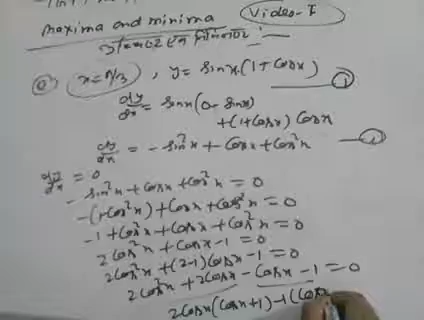 maxima and minima Video-I
x = π/3, y = sinx.(1+cosx) — ①
dy/dx = sinx(0-sinx)
+(1+cosx) cosx
dy/dx = -sin²x + cosx + cos²x — ②
dy/dx = 0
-sin²x + cosx + cos²x = 0
-(1-cos²x) + cosx + cos²x = 0
-1 + cos²x + cosx + cos²x = 0
2cos²x + cosx - 1 = 0
2cos²x + (2-1)cosx - 1 = 0
2cos²x + 2cosx - cosx - 1 = 0
2cosx(cosx+1) -1(cosx